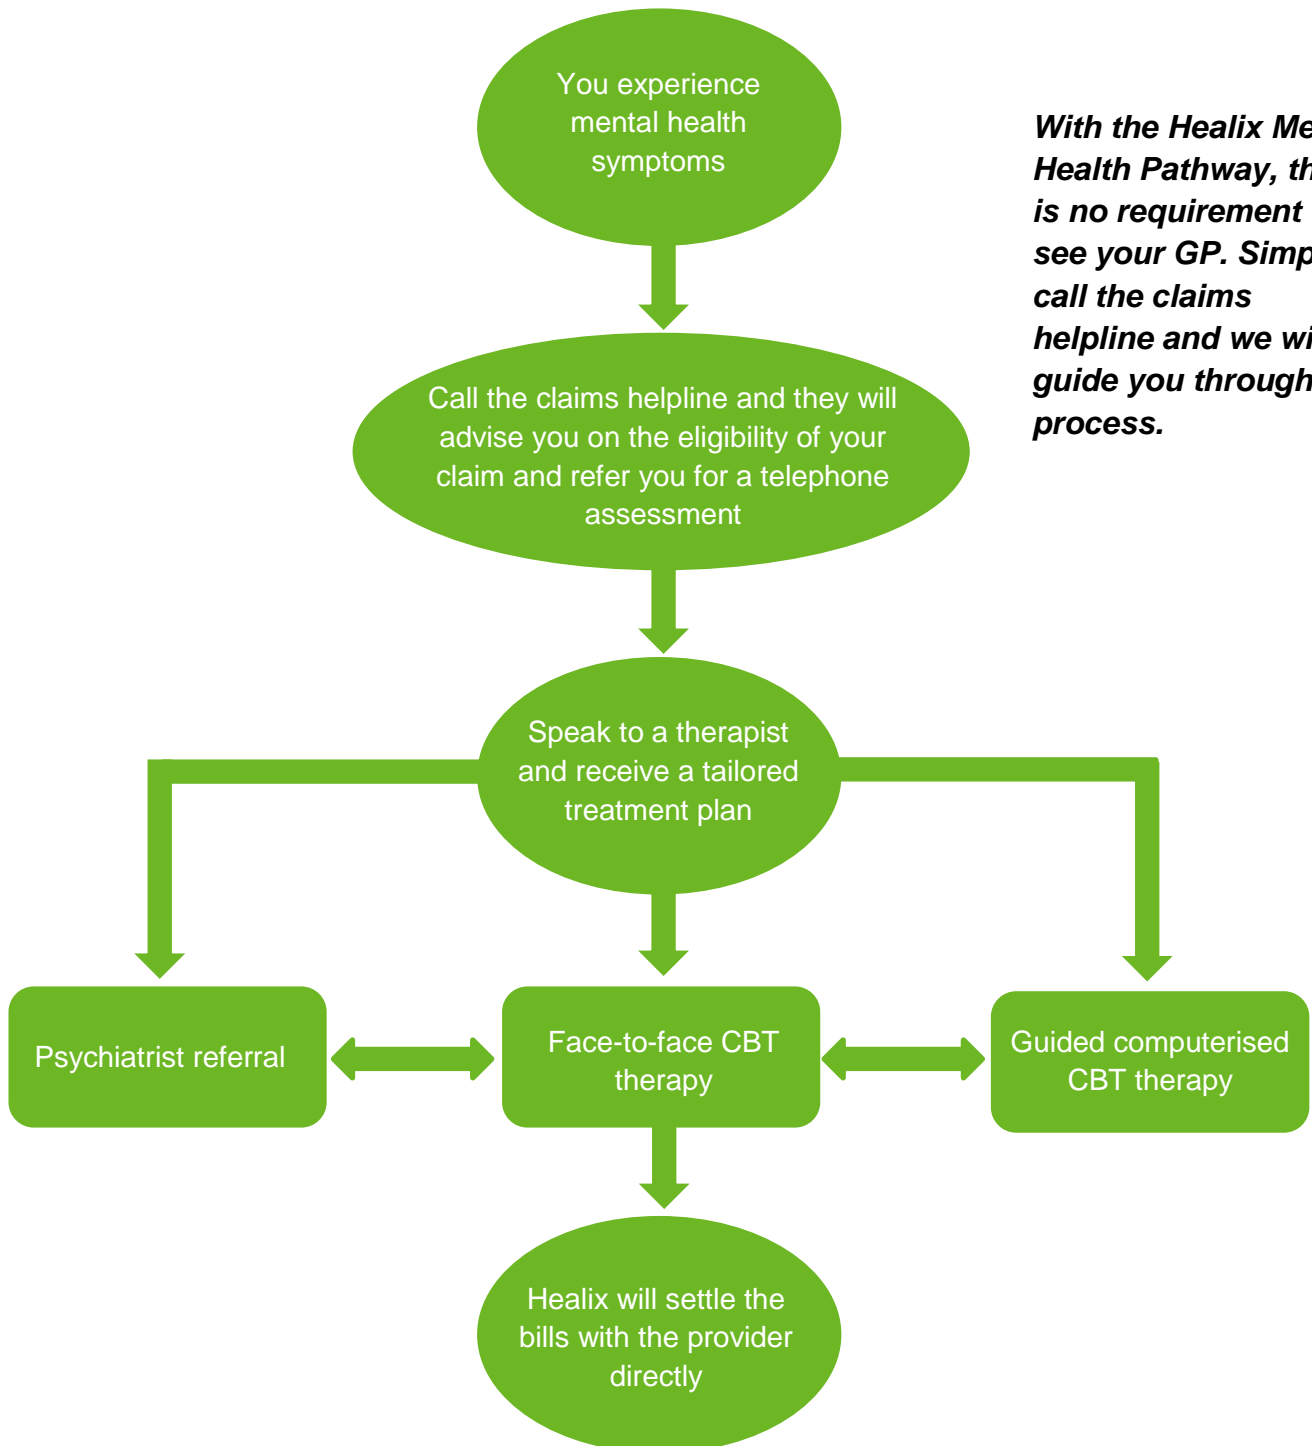 You experience
mental health
symptoms
With the Healix Me
Health Pathway, th
is no requirement
see your GP. Simp
call the claims
helpline and we wi
guide you through
process.
Call the claims helpline and they will
advise you on the eligibility of your
claim and refer you for a telephone
assessment
Speak to a therapist
and receive a tailored
treatment plan
Psychiatrist referral
Face-to-face CBT
therapy
Guided computerised
CBT therapy
Healix will settle the
bills with the provider
directly